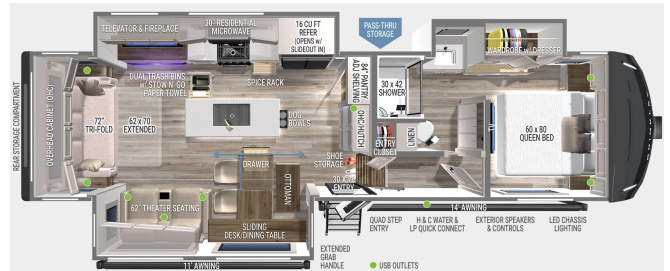 TELEVATOR & FIREPLACE
30" RESIDENTIAL
MICROWAVE
16 CU FT
REFER
(OPENS w/
SLIDEOUT IN)
PASS-THRU
STORAGE
WARDROBE w/ DRESSER
DUAL TRASH BINS
w/ STOW N GO
PAPER TOWEL
SPICE RACK
84" PANTRY
ADJ SHELVING
30 x 42
SHOWER
REAR STORAGE COMPARTMENT
OVERHEAD CABINET (OHC)
72"
TRI-FOLD
62 x 70
EXTENDED
DOG
BOWLS
OHC/HUTCH
ENTRY
CLOSET
LINEN
60 x 80
QUEEN BED
DRAWER
SHOE
STORAGE
OTTOMAN
ENTRY
62" THEATER SEATING
SLIDING
DESK/DINING TABLE
14' AWNING
11' AWNING
QUAD STEP
ENTRY
H & C WATER &
LP QUICK CONNECT
EXTERIOR SPEAKERS
& CONTROLS
LED CHASSIS
LIGHTING
EXTENDED
GRAB
HANDLE
USB OUTLETS